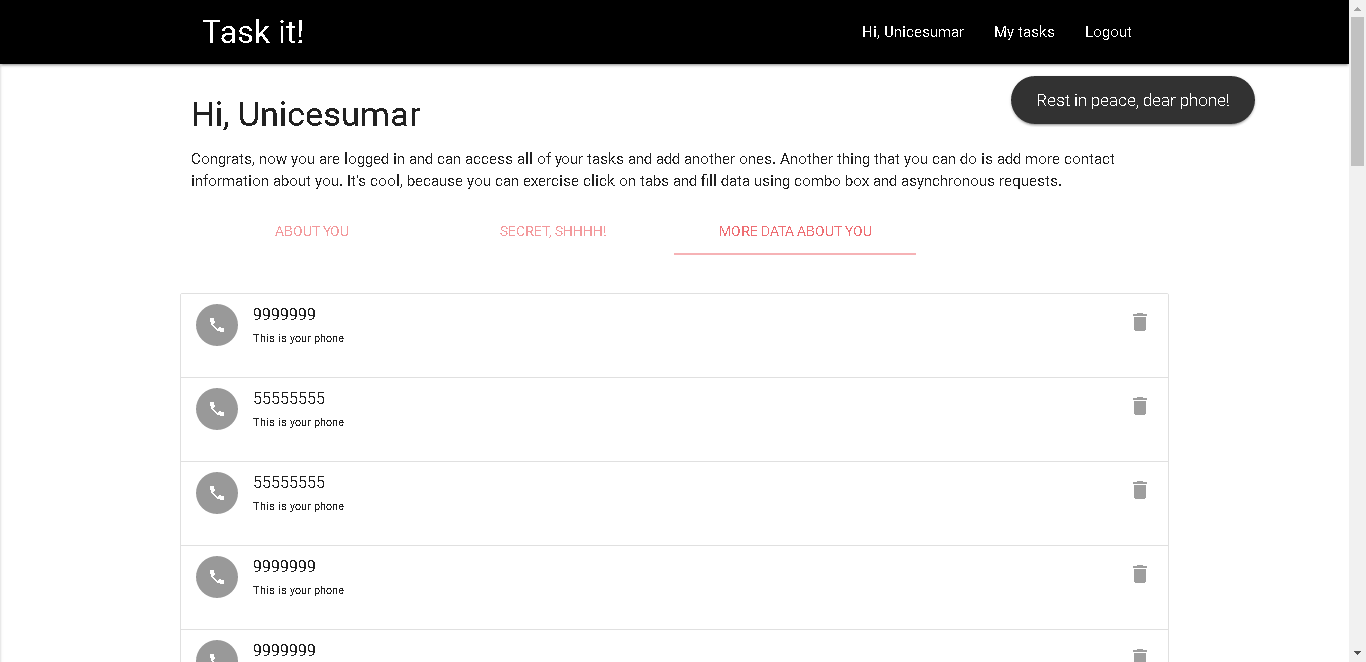 Task it!
Hi, Unicesumar
My tasks
Logout
Rest in peace, dear phone!
Hi, Unicesumar
Congrats, now you are logged in and can access all of your tasks and add another ones. Another thing that you can do is add more contact
information about you. It's cool, because you can exercise click on tabs and fill data using combo box and asynchronous requests.
ABOUT YOU
SECRET, SHHHH!
MORE DATA ABOUT YOU
9999999
This is your phone
55555555
This is your phone
55555555
This is your phone
9999999
This is your phone
9999999